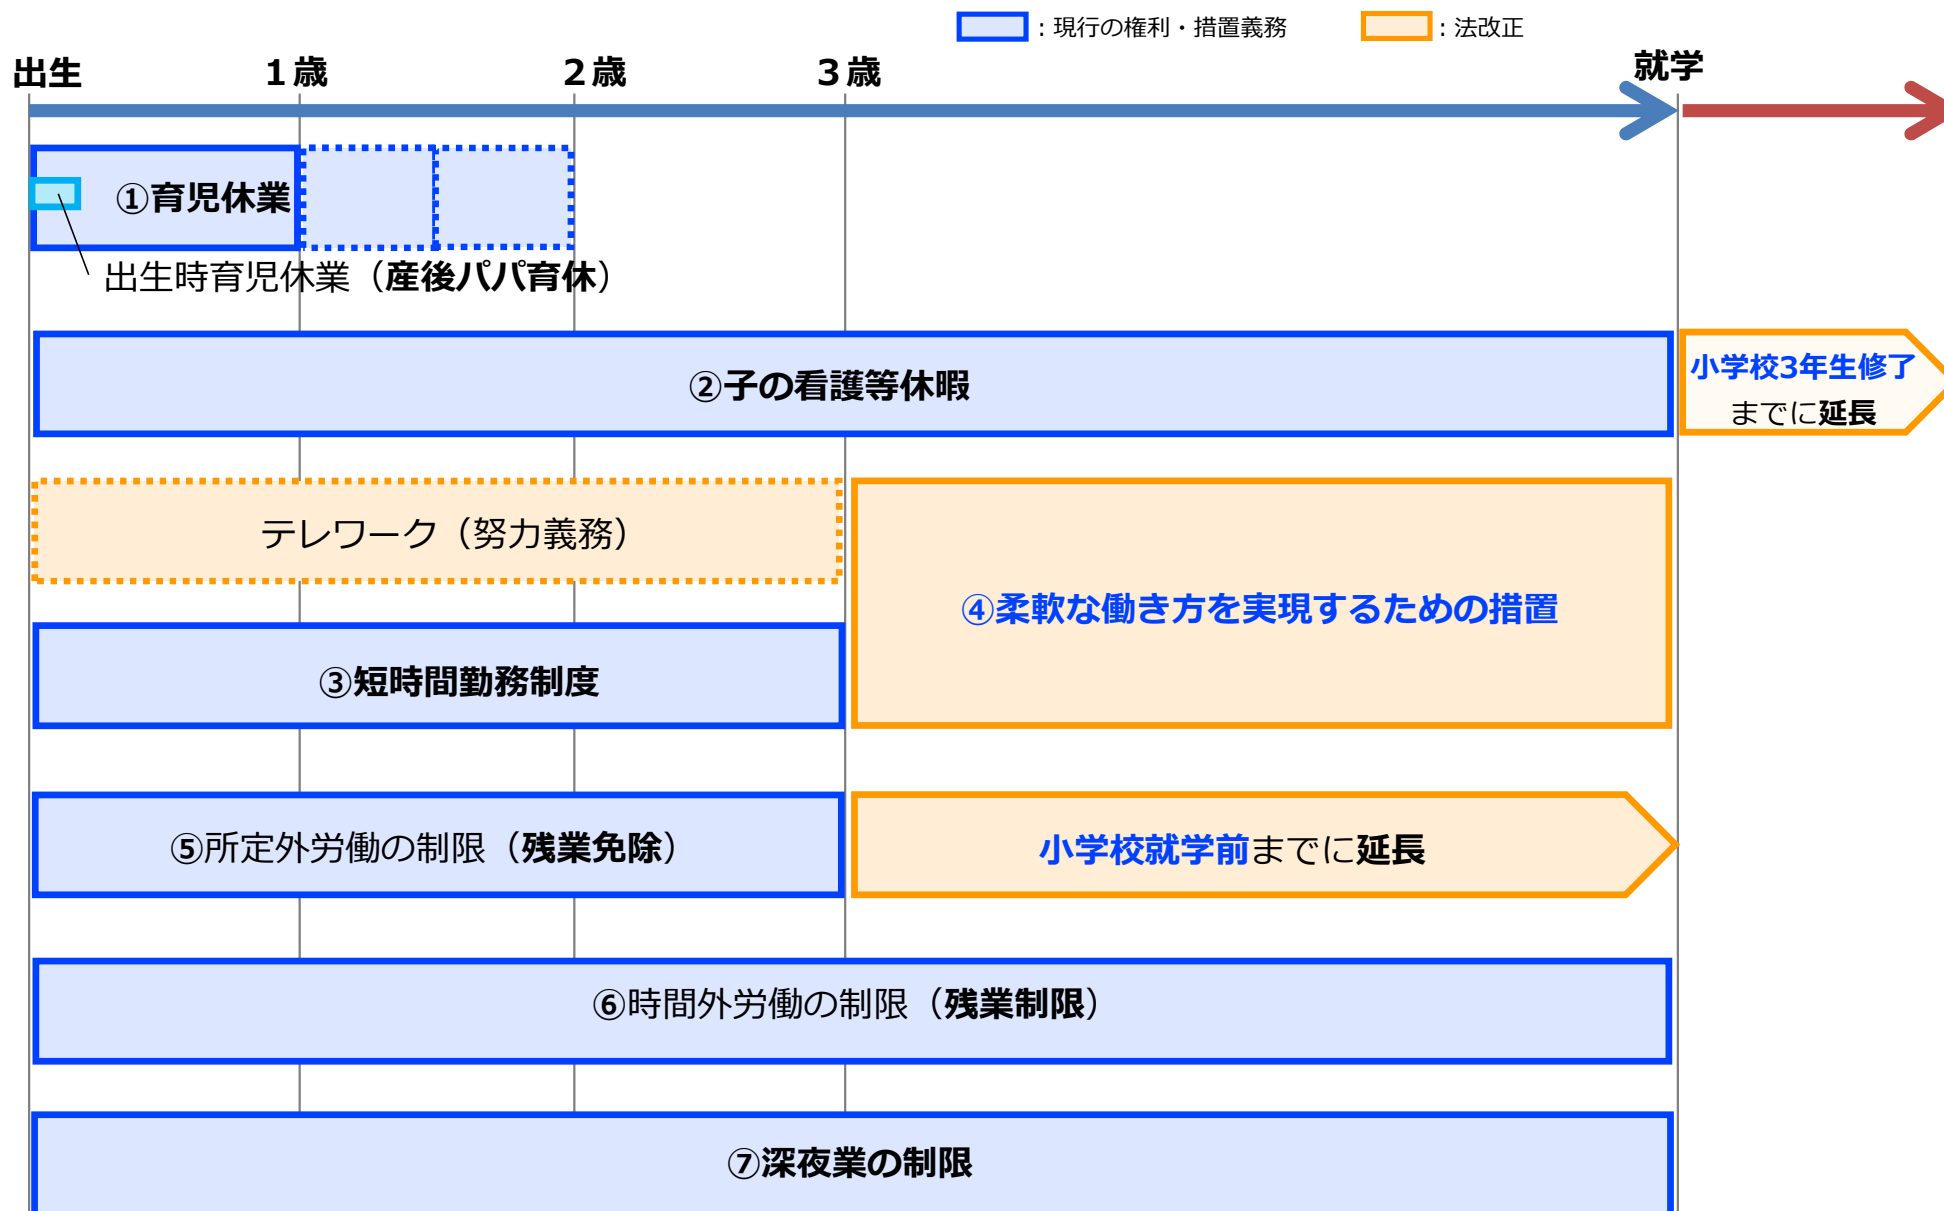 ：現行の権利・措置義務
：法改正
出生
１歳
２歳
３歳
就学
①育児休業
出生時育児休業（産後パパ育休）
②子の看護等休暇
小学校3年生修了
までに延長
テレワーク（努力義務）
④柔軟な働き方を実現するための措置
③短時間勤務制度
⑤所定外労働の制限（残業免除）
小学校就学前までに延長
⑥時間外労働の制限（残業制限）
⑦深夜業の制限